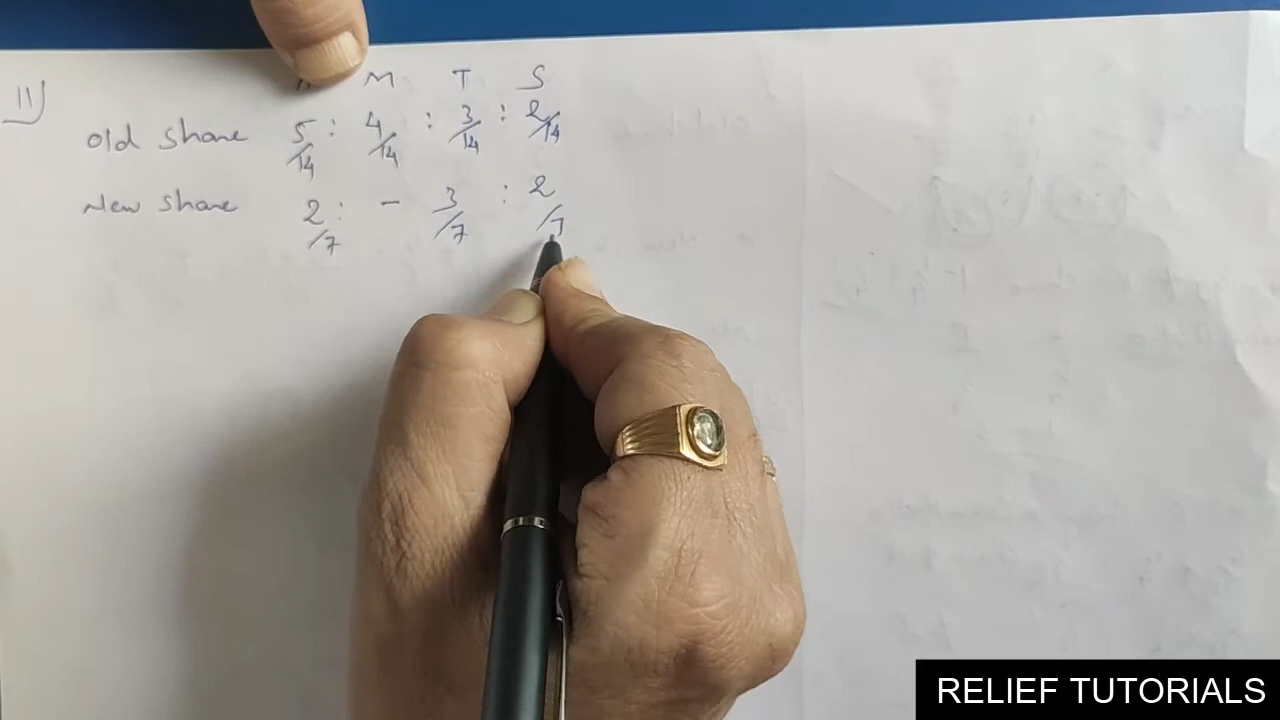 11)
M T S
Old Share 5/14 : 4/14 : 3/14 : 2/14
New Share 2/7 : - 3/7 : 2/7
RELIEF TUTORIALS